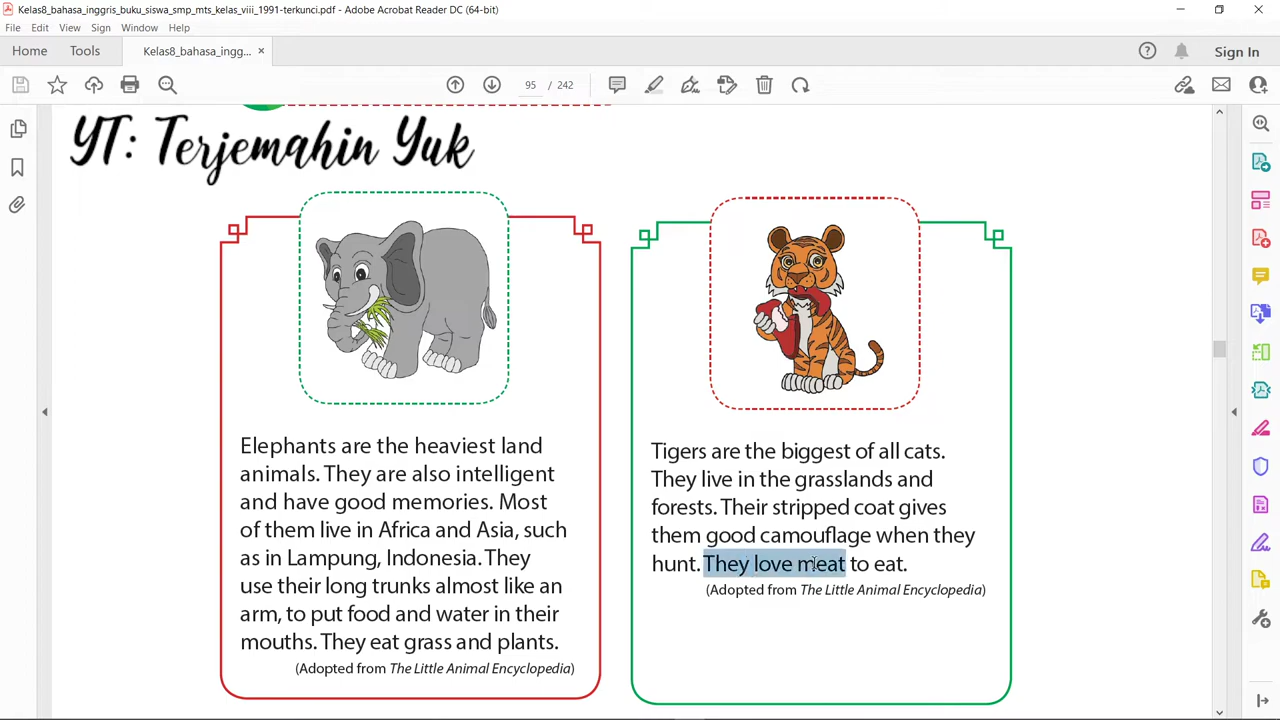 Kelas8_bahasa_inggris_buku_siswa_smp_mts_kelas_viii_1991-terkunci.pdf - Adobe Acrobat Reader DC (64-bit)
File Edit View Sign Window Help
Home Tools Kelas8_bahasa_ingg... × Sign In
95 / 242
YT: Terjemahin Yuk
Elephants are the heaviest land
animals. They are also intelligent
and have good memories. Most
of them live in Africa and Asia, such
as in Lampung, Indonesia. They
use their long trunks almost like an
arm, to put food and water in their
mouths. They eat grass and plants.
(Adopted from The Little Animal Encyclopedia)
Tigers are the biggest of all cats.
They live in the grasslands and
forests. Their stripped coat gives
them good camouflage when they
hunt. They love meat to eat.
(Adopted from The Little Animal Encyclopedia)